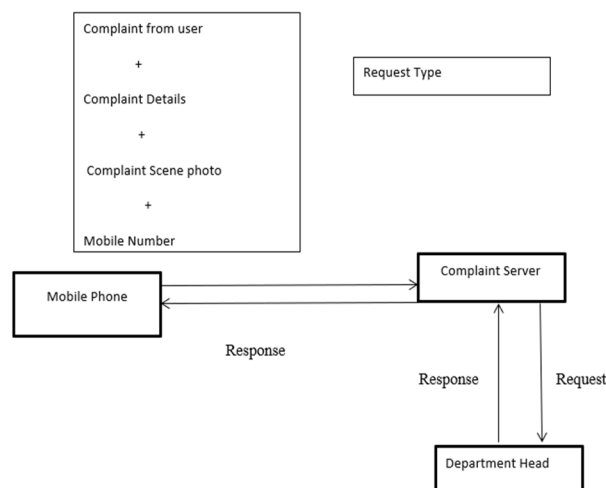 Complaint from user
+
Complaint Details
+
Complaint Scene photo
+
Mobile Number
Request Type
Complaint Server
Mobile Phone
Response
Response
Request
Department Head